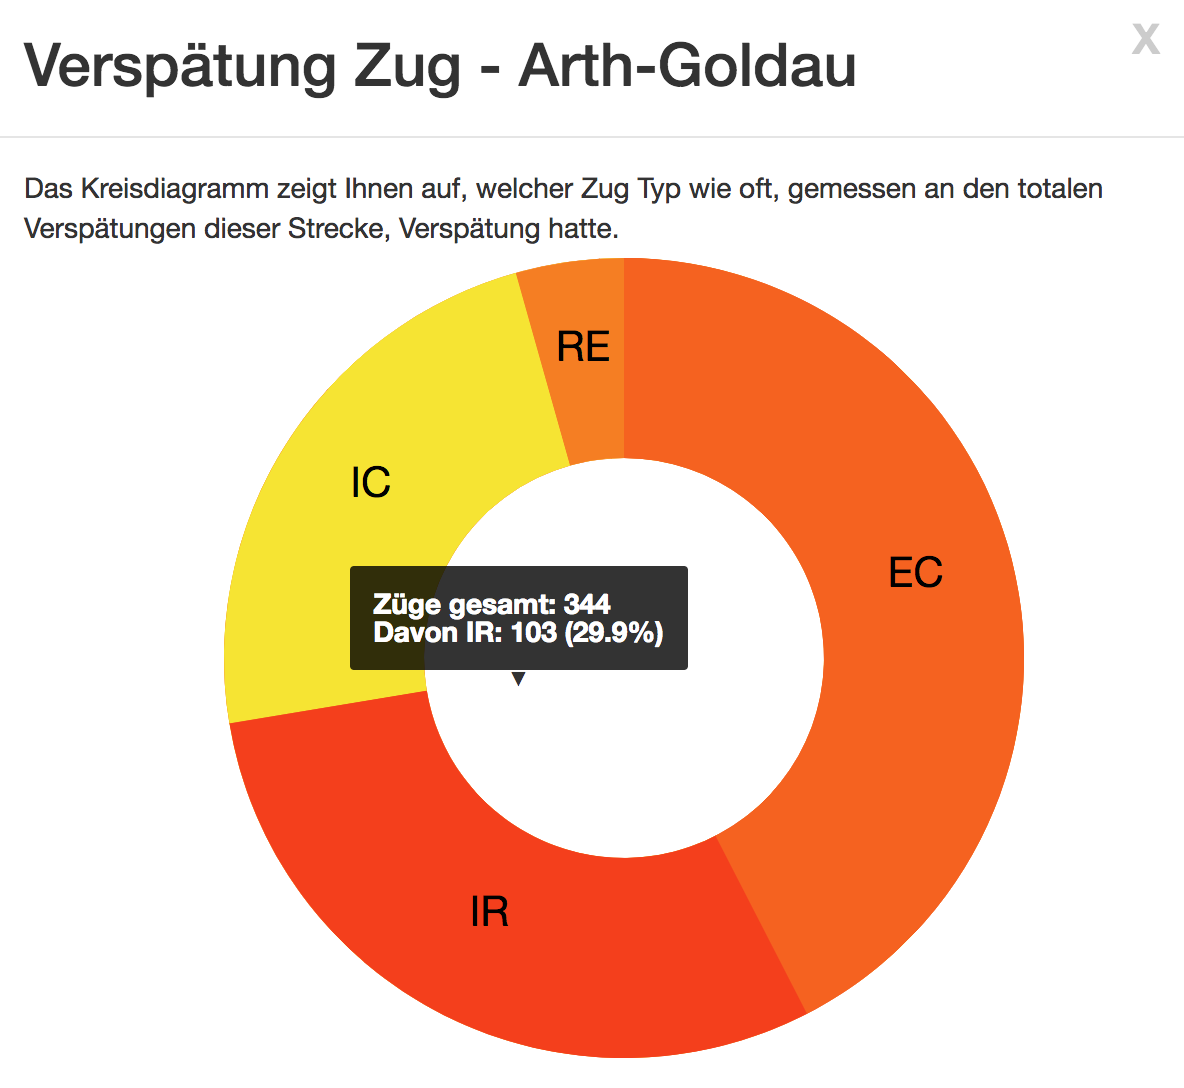 Verspätung Zug - Arth-Goldau
X
Das Kreisdiagramm zeigt Ihnen auf, welcher Zug Typ wie oft, gemessen an den totalen
Verspätungen dieser Strecke, Verspätung hatte.
RE
IC
EC
Züge gesamt: 344
Davon IR: 103 (29.9%)
IR